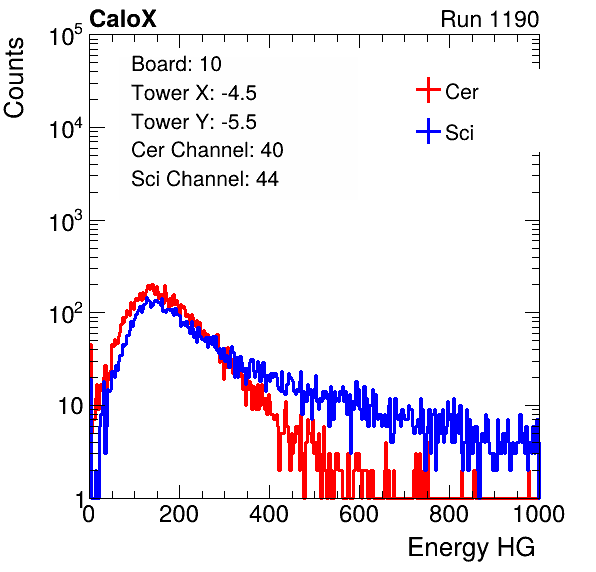 CaloX Run 1190
Counts
10^5
10^4
10^3
10^2
10
1
Board: 10
Tower X: -4.5
Tower Y: -5.5
Cer Channel: 40
Sci Channel: 44
Cer
Sci
0 200 400 600 800 1000
Energy HG